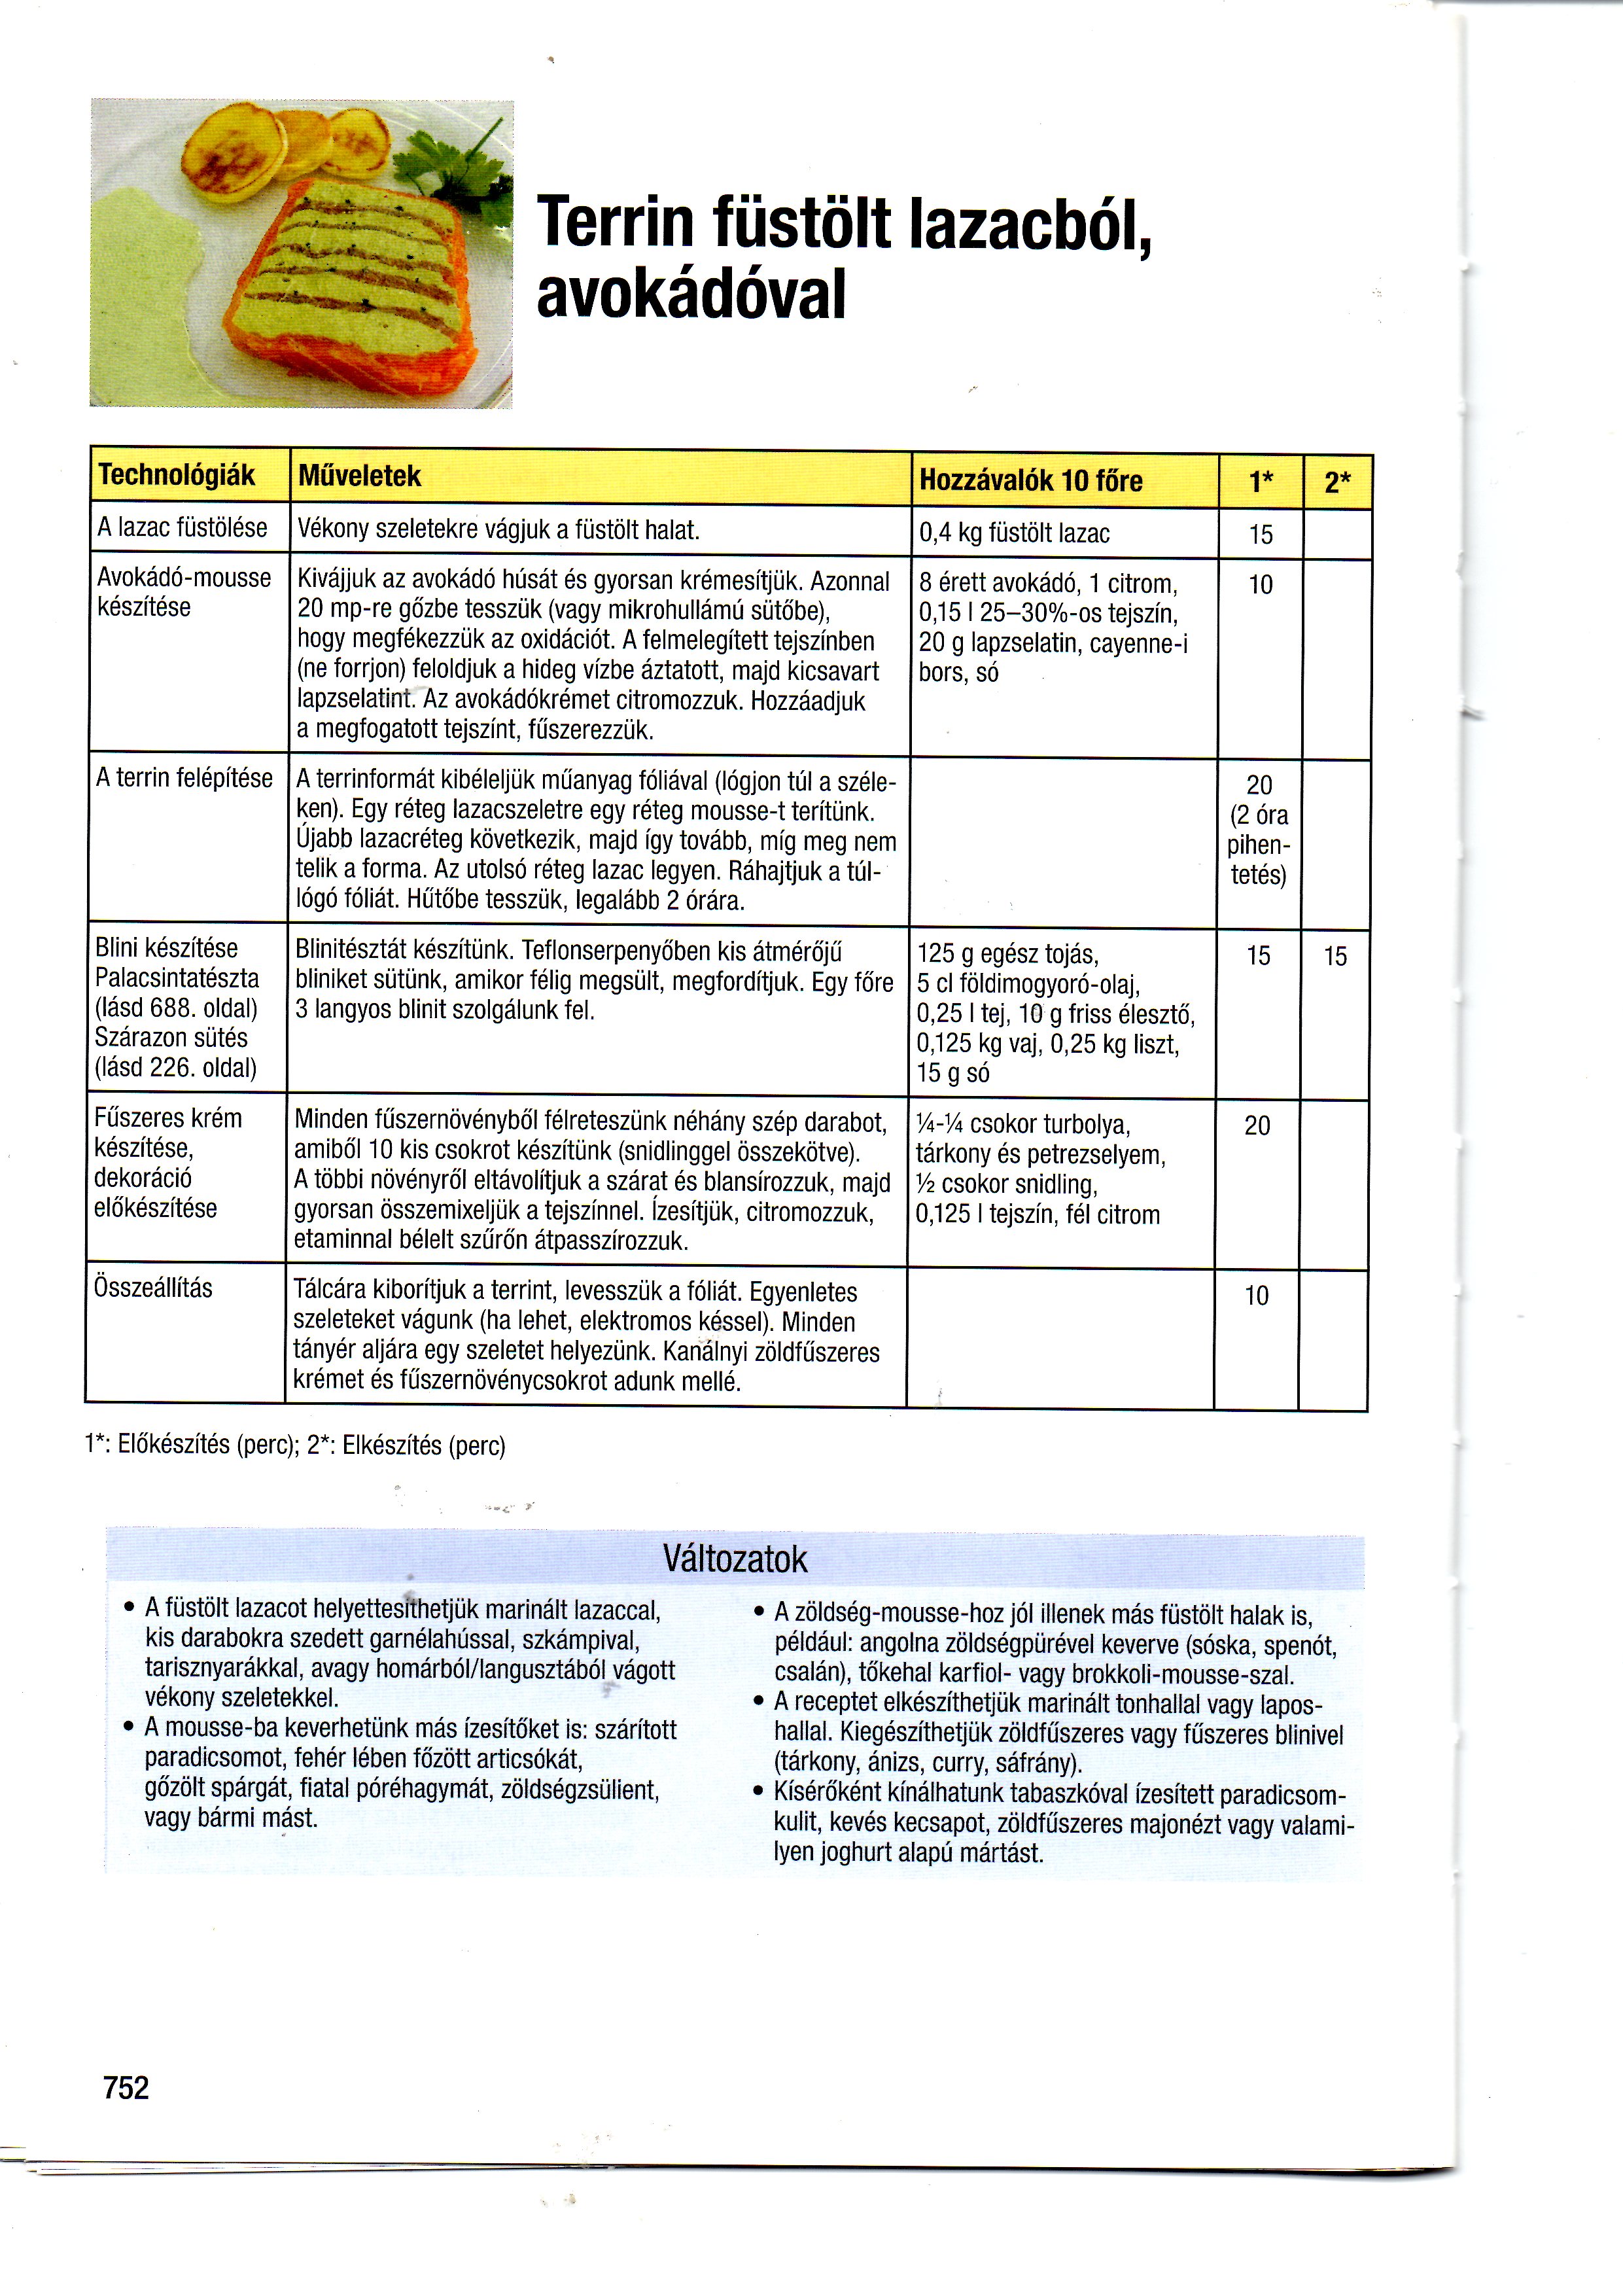 Terrin füstölt lazacból,
avokádóval
Technológiák
Műveletek
Hozzávalók 10 főre
1*
2*
A lazac füstölése
Vékony szeletekre vágjuk a füstölt halat.
0,4 kg füstölt lazac
15
Avokádó-mousse
készítése
Kivájjuk az avokádó húsát és gyorsan krémesítjük. Azonnal
20 mp-re gőzbe tesszük (vagy mikrohullámú sütőbe),
hogy megfékezzük az oxidációt. A felmelegített tejszínben
(ne forrjon) feloldjuk a hideg vízbe áztatott, majd kicsavart
lapzselatint. Az avokádókrémet citromozzuk. Hozzáadjuk
a megfogatott tejszínt, fűszerezzük.
8 érett avokádó, 1 citrom,
0,15 l 25–30%-os tejszín,
20 g lapzselatin, cayenne-i
bors, só
10
A terrin felépítése
A terrinformát kibéleljük műanyag fóliával (lógjon túl a széle-
ken). Egy réteg lazacszeletre egy réteg mousse-t terítünk.
Újabb lazacréteg következik, majd így tovább, míg meg nem
telik a forma. Az utolsó réteg lazac legyen. Ráhajtjuk a túl-
lógó fóliát. Hűtőbe tesszük, legalább 2 órára.
20
(2 óra
pihen-
tetés)
Blini készítése
Palacsintatészta
(lásd 688. oldal)
Szárazon sütés
(lásd 226. oldal)
Blinitésztát készítünk. Teflonserpenyőben kis átmérőjű
bliniket sütünk, amikor félig megsült, megfordítjuk. Egy főre
3 langyos blinit szolgálunk fel.
125 g egész tojás,
5 cl földimogyoró-olaj,
0,25 l tej, 10 g friss élesztő,
0,125 kg vaj, 0,25 kg liszt,
15 g só
15
15
Fűszeres krém
készítése,
dekoráció
előkészítése
Minden fűszernövényből félreteszünk néhány szép darabot,
amiből 10 kis csokrot készítünk (snidlinggel összekötve).
A többi növényről eltávolítjuk a szárat és blansírozzuk, majd
gyorsan összemixeljük a tejszínnel. Ízesítjük, citromozzuk,
etaminnal bélelt szűrőn átpasszírozzuk.
¼-¼ csokor turbolya,
tárkony és petrezselyem,
½ csokor snidling,
0,125 l tejszín, fél citrom
20
Összeállítás
Tálcára kiborítjuk a terrint, levesszük a fóliát. Egyenletes
szeleteket vágunk (ha lehet, elektromos késsel). Minden
tányér aljára egy szeletet helyezünk. Kanálnyi zöldfűszeres
krémet és fűszernövénycsokrot adunk mellé.
10
1*: Előkészítés (perc); 2*: Elkészítés (perc)
Változatok
• A füstölt lazacot helyettesíthetjük marinált lazaccal,
kis darabokra szedett garnélahússal, szkámpival,
tarisznyarákkal, avagy homárból/langusztából vágott
vékony szeletekkel.
• A mousse-ba keverhetünk más ízesítőket is: szárított
paradicsomot, fehér lében főzött articsókát,
gőzölt spárgát, fiatal póréhagymát, zöldségzsülient,
vagy bármi mást.
• A zöldség-mousse-hoz jól illenek más füstölt halak is,
például: angolna zöldségpürével keverve (sóska, spenót,
csalán), tőkehal karfiol- vagy brokkoli-mousse-szal.
• A receptet elkészíthetjük marinált tonhallal vagy lapos-
hallal. Kiegészíthetjük zöldfűszeres vagy fűszeres blinivel
(tárkony, ánizs, curry, sáfrány).
• Kísérőként kínálhatunk tabaszkóval ízesített paradicsom-
kulit, kevés kecsapot, zöldfűszeres majonézt vagy valami-
lyen joghurt alapú mártást.
752